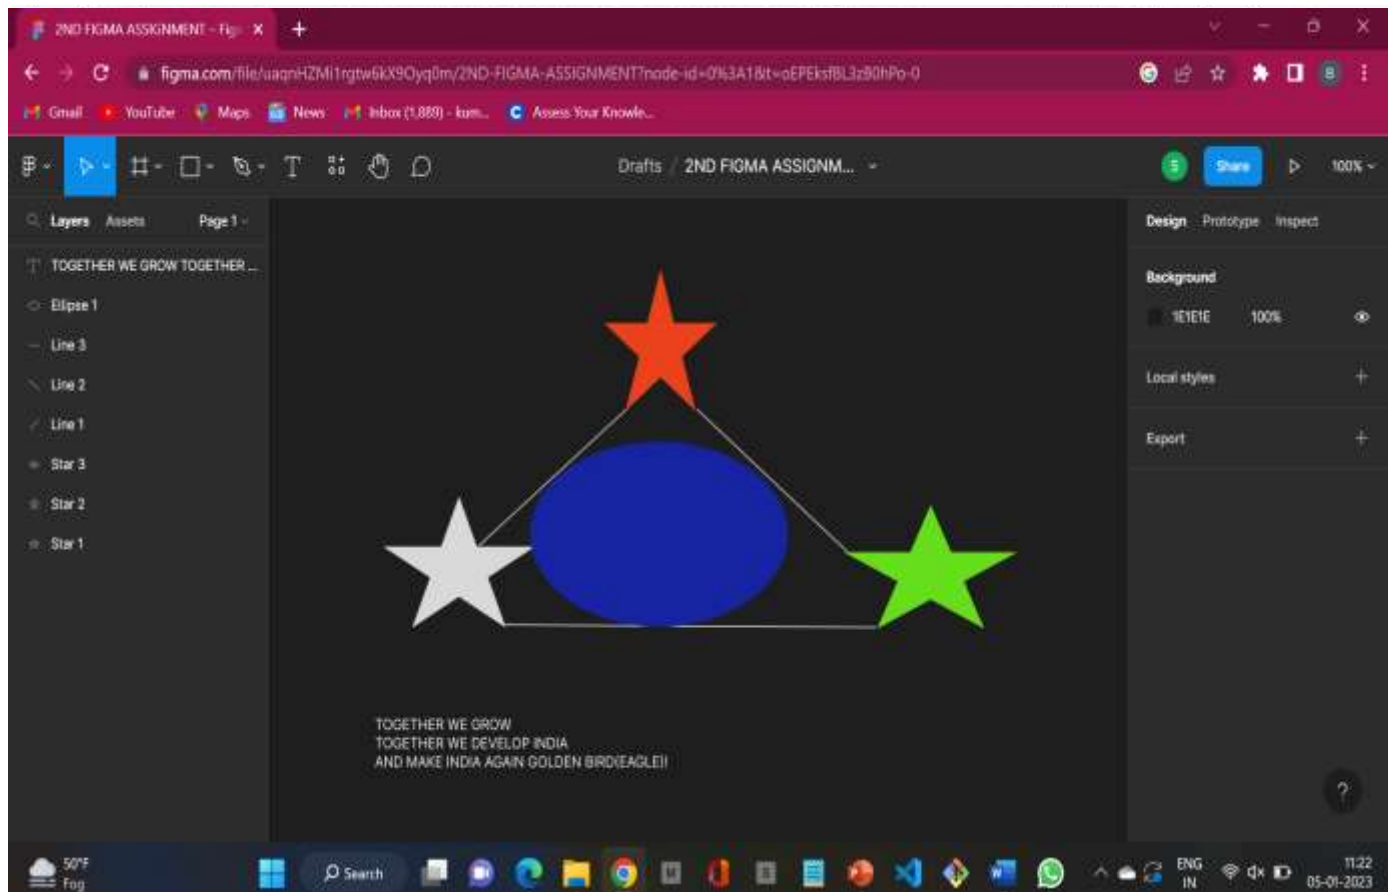 2ND FIGMA ASSIGNMENT – Fig
figma.com/file/uaqnHZMi1rgtw6kX9Oyq0m/2ND-FIGMA-ASSIGNMENT?node-id=0%3A1&t=oEPEksfBL3zB0hPo-0
Gmail YouTube Maps News Inbox (1,889) - kum... Assess Your Knowle...
Drafts / 2ND FIGMA ASSIGNM... Share 100%
Layers Assets Page 1
Design Prototype Inspect
TOGETHER WE GROW TOGETHER ...
Ellipse 1
Line 3
Line 2
Line 1
Star 3
Star 2
Star 1
Background
1E1E1E 100%
Local styles
Export
TOGETHER WE GROW
TOGETHER WE DEVELOP INDIA
AND MAKE INDIA AGAIN GOLDEN BIRD(EAGLE)!
?
50°F
Fog
Search
ENG
IN
11:22
05-01-2023